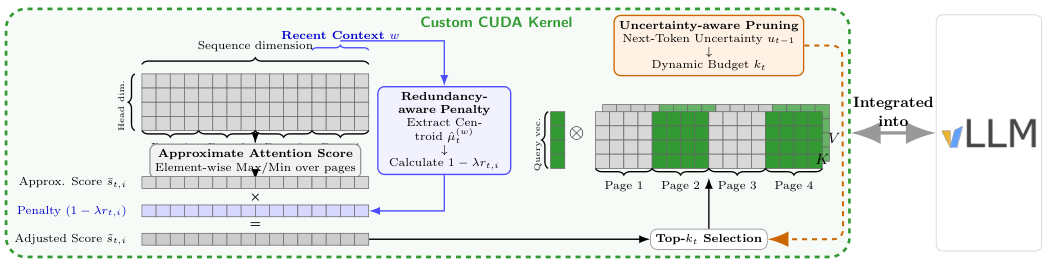 Custom CUDA Kernel
Recent Context w
Sequence dimension
Head dim.
Approximate Attention Score
Element-wise Max/Min over pages
Approx. Score s̄_{t,i}
×
Penalty (1 − λr_{t,i})
=
Adjusted Score s̃_{t,i}
Redundancy-
aware Penalty
Extract Cen-
troid μ̂_t^{(w)}
↓
Calculate 1 − λr_{t,i}
Uncertainty-aware Pruning
Next-Token Uncertainty u_{t−1}
↓
Dynamic Budget k_t
Query vec.
⊗
V
K
Page 1 Page 2 Page 3 Page 4
Top-k_t Selection
Integrated
into
vLLM